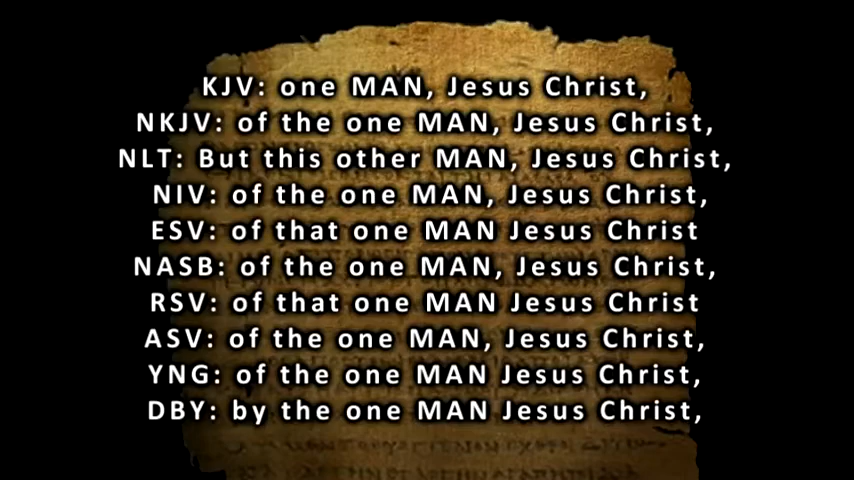 KJV: one MAN, Jesus Christ,
NKJV: of the one MAN, Jesus Christ,
NLT: But this other MAN, Jesus Christ,
NIV: of the one MAN, Jesus Christ,
ESV: of that one MAN Jesus Christ
NASB: of the one MAN, Jesus Christ,
RSV: of that one MAN Jesus Christ
ASV: of the one MAN, Jesus Christ,
YNG: of the one MAN Jesus Christ,
DBY: by the one MAN Jesus Christ,